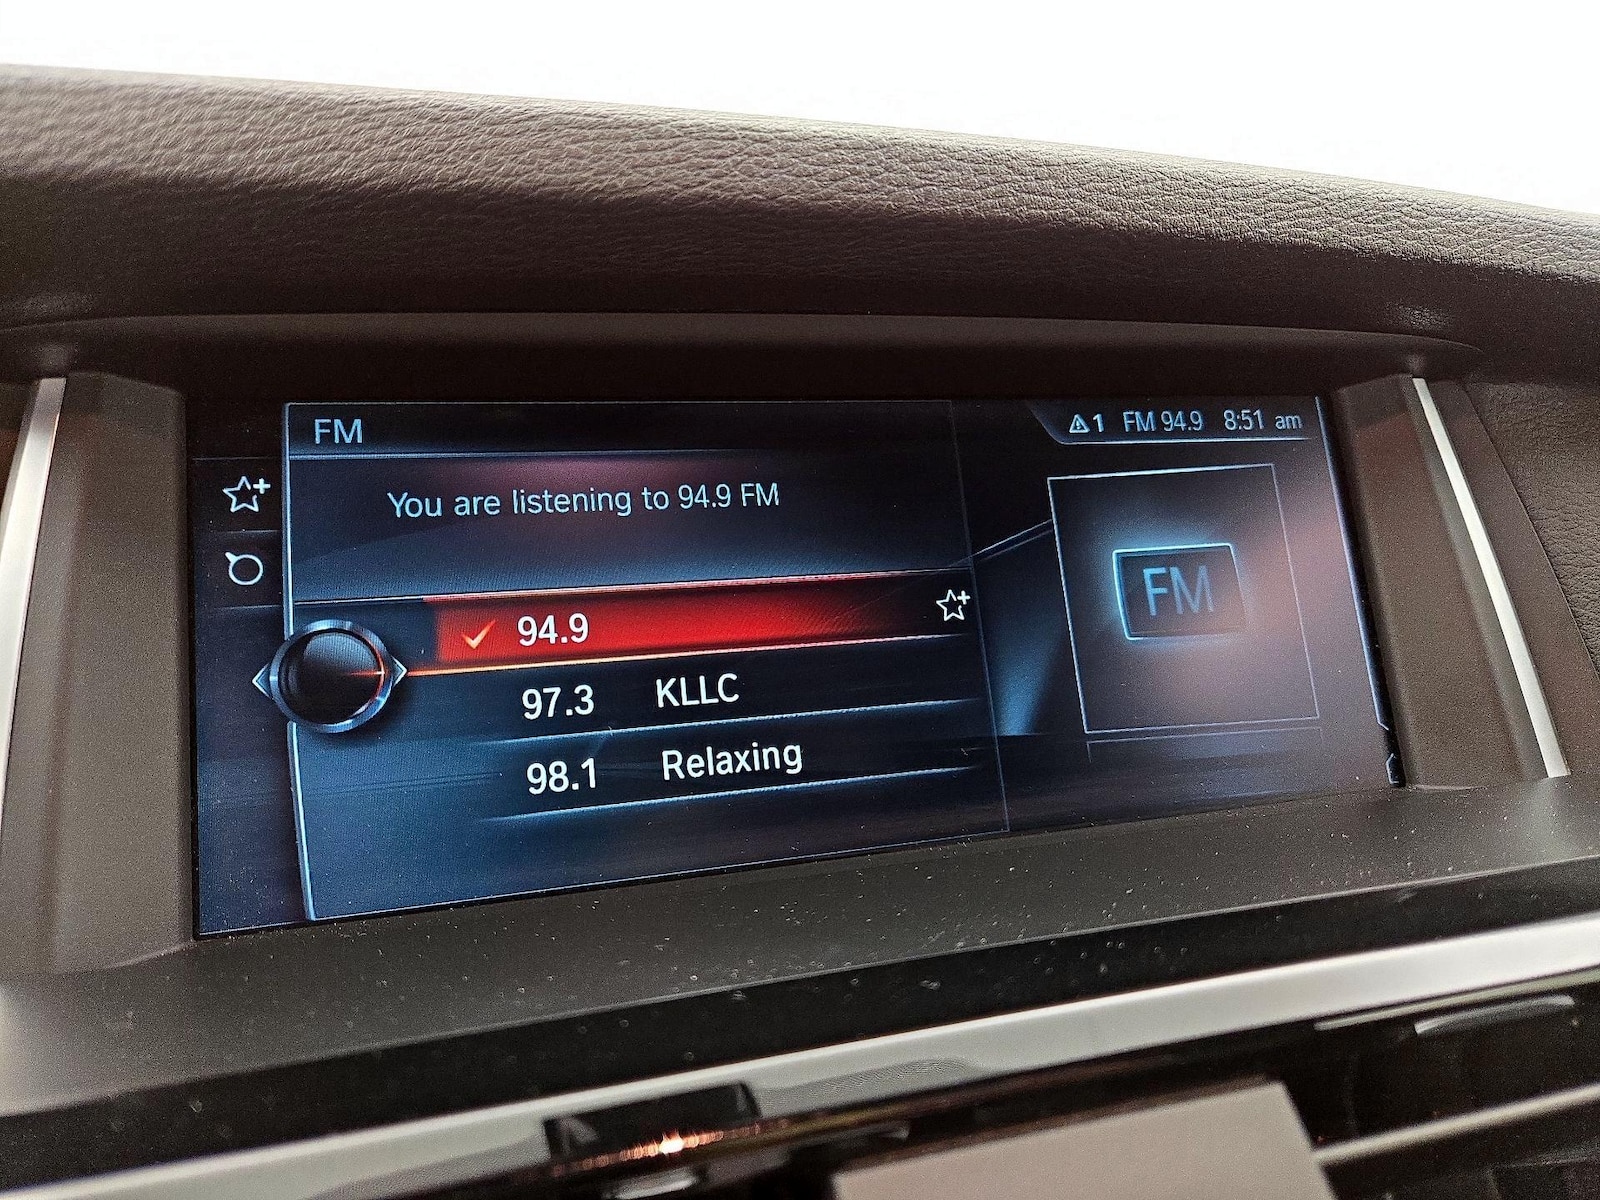 FM
1 FM 94.9 8:51 am
You are listening to 94.9 FM
94.9
97.3 KLLC
98.1 Relaxing
FM